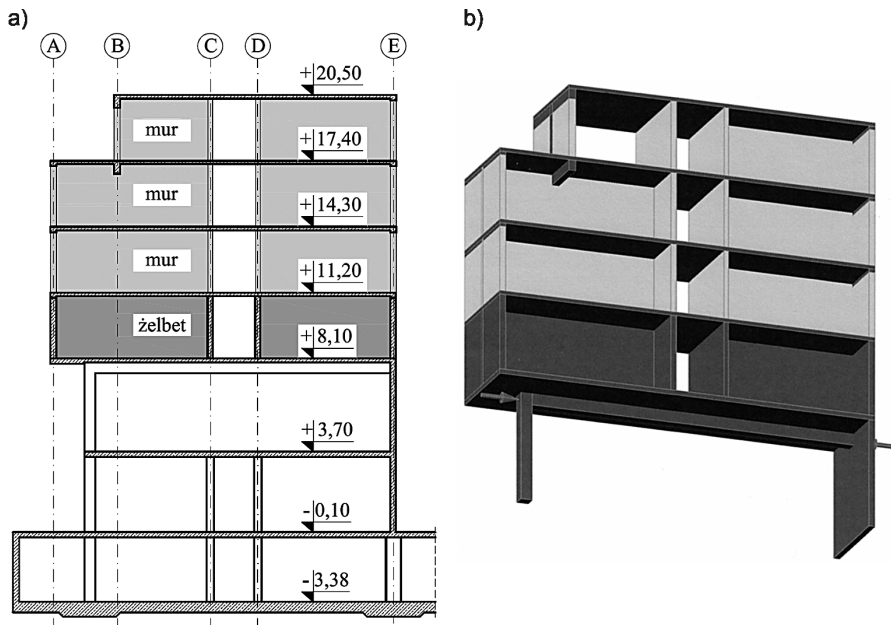 a)
b)
A B C D E
+20,50
mur
+17,40
mur
+14,30
mur
+11,20
żelbet
+8,10
+3,70
-0,10
-3,38